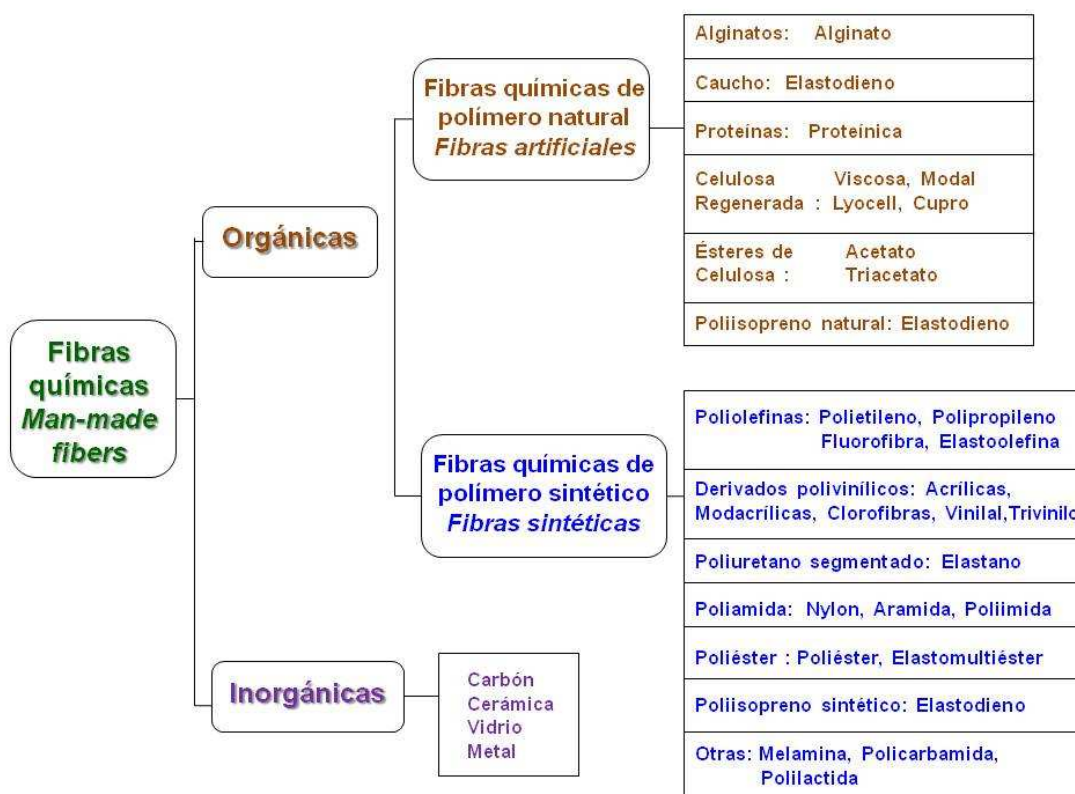 Fibras
químicas
Man-made
fibers
Orgánicas
Fibras químicas de
polímero natural
Fibras artificiales
Alginatos: Alginato
Caucho: Elastodieno
Proteínas: Proteínica
Celulosa Viscosa, Modal
Regenerada : Lyocell, Cupro
Ésteres de Acetato
Celulosa : Triacetato
Poliisopreno natural: Elastodieno
Fibras químicas de
polímero sintético
Fibras sintéticas
Poliolefinas: Polietileno, Polipropileno
Fluorofibra, Elastoolefina
Derivados polivinílicos: Acrílicas,
Modacrílicas, Clorofibras, Vinilal,Trivinilo
Poliuretano segmentado: Elastano
Poliamida: Nylon, Aramida, Poliimida
Poliéster : Poliéster, Elastomultiéster
Poliisopreno sintético: Elastodieno
Otras: Melamina, Policarbamida,
Polilactida
Inorgánicas
Carbón
Cerámica
Vidrio
Metal